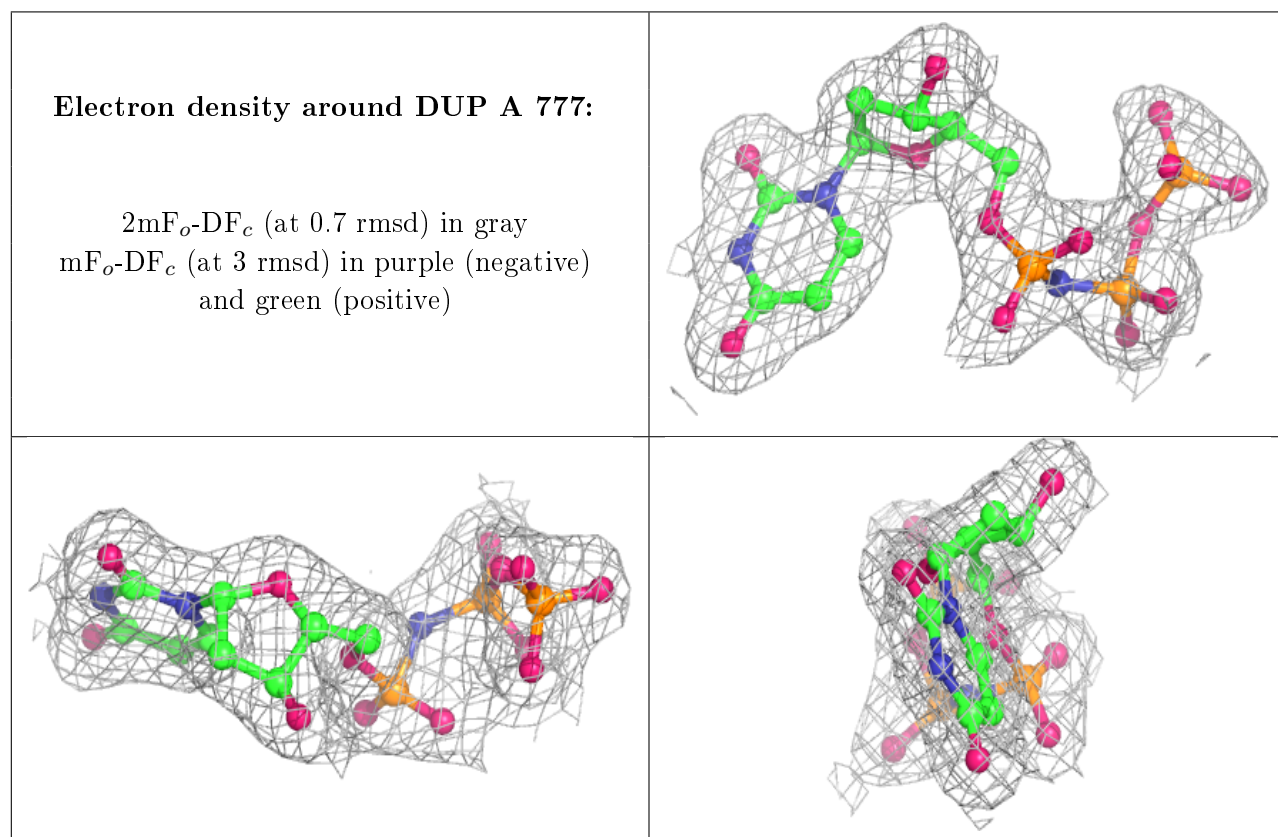 Electron density around DUP A 777:
2mFₒ-DF𝑐 (at 0.7 rmsd) in gray
mFₒ-DF𝑐 (at 3 rmsd) in purple (negative)
and green (positive)